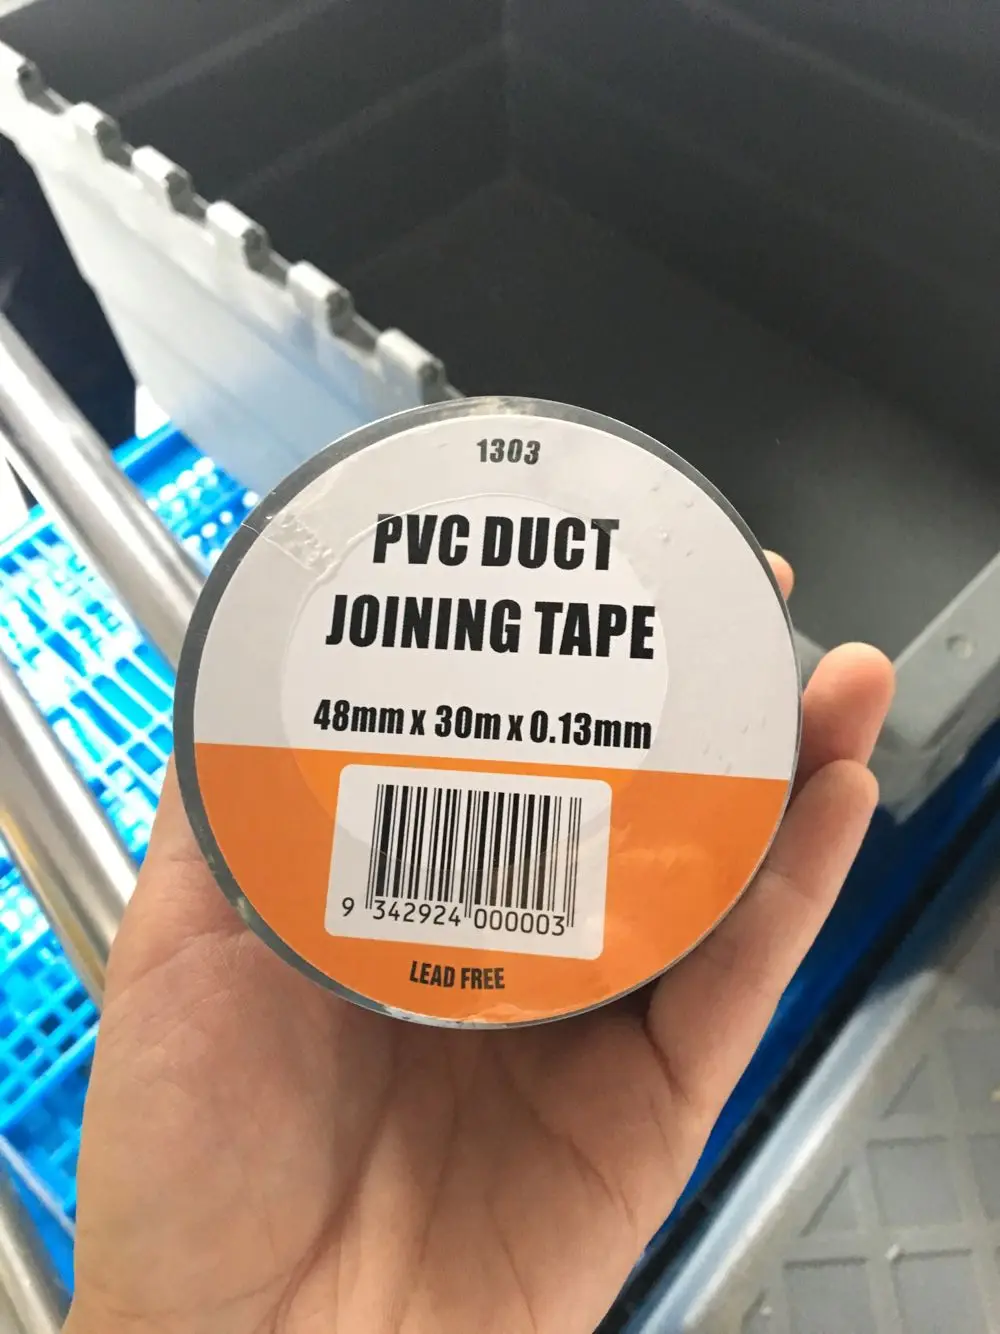 1303
PVC DUCT
JOINING TAPE
48mm x 30m x 0.13mm
9 342924 000003
LEAD FREE